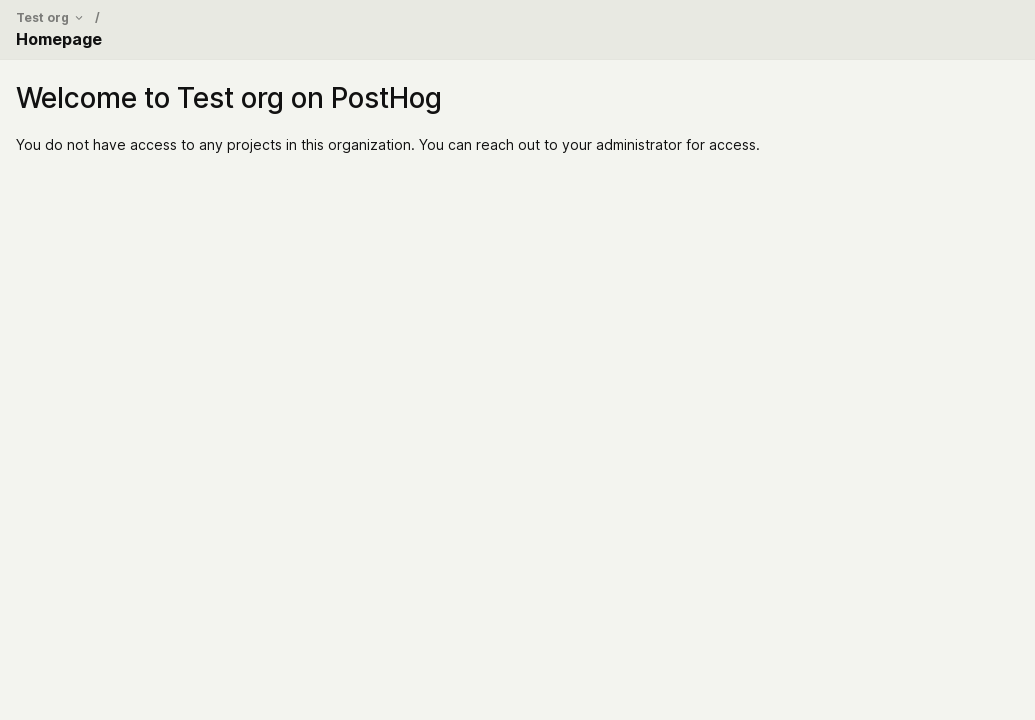 Test org /
Homepage
Welcome to Test org on PostHog
You do not have access to any projects in this organization. You can reach out to your administrator for access.